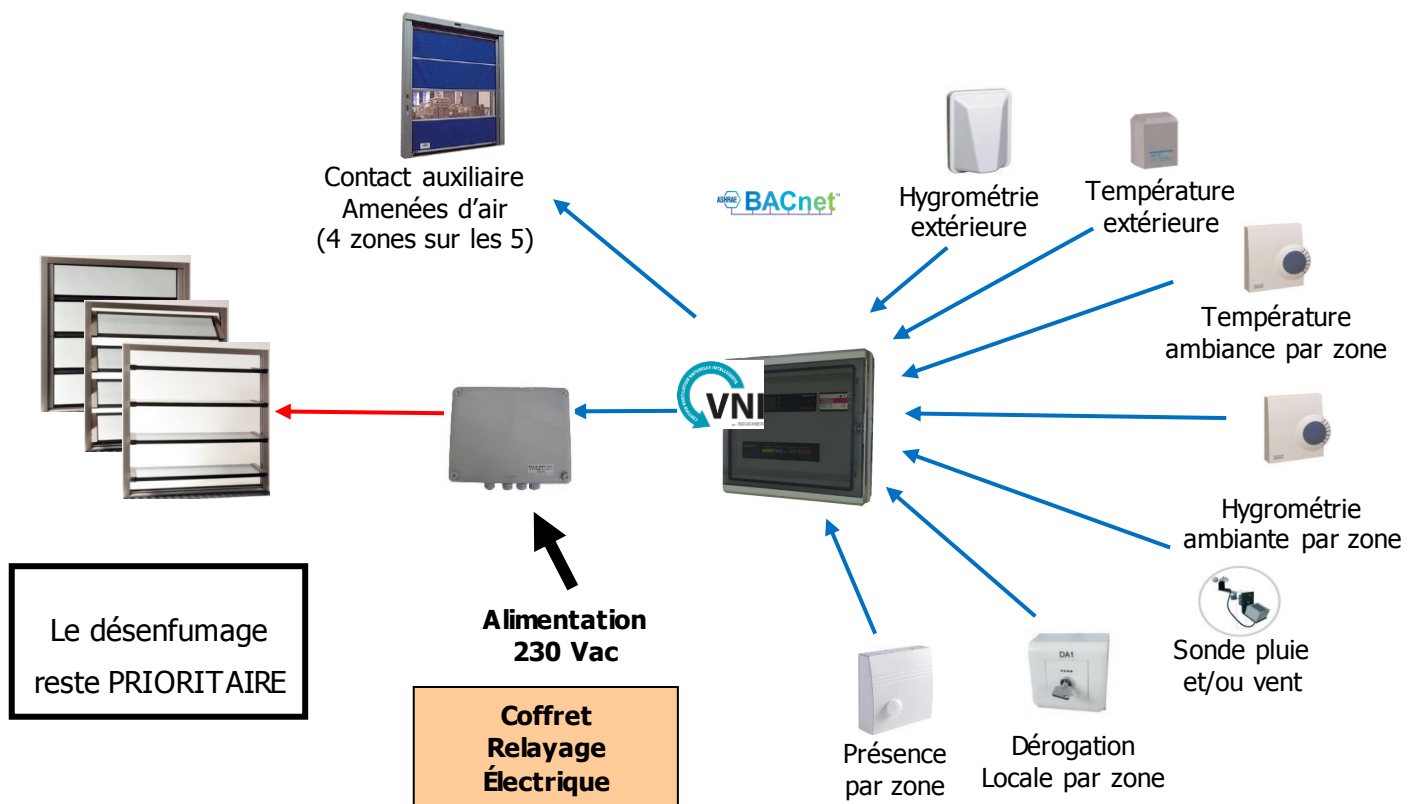 Contact auxiliaire
Amenées d'air
(4 zones sur les 5)
ASHRAE BACnet™
Hygrométrie
extérieure
Température
extérieure
Température
ambiance par zone
VNI
Hygrométrie
ambiante par zone
Le désenfumage
reste PRIORITAIRE
Alimentation
230 Vac
Coffret
Relayage
Électrique
DA1
Sonde pluie
et/ou vent
Présence
par zone
Dérogation
Locale par zone